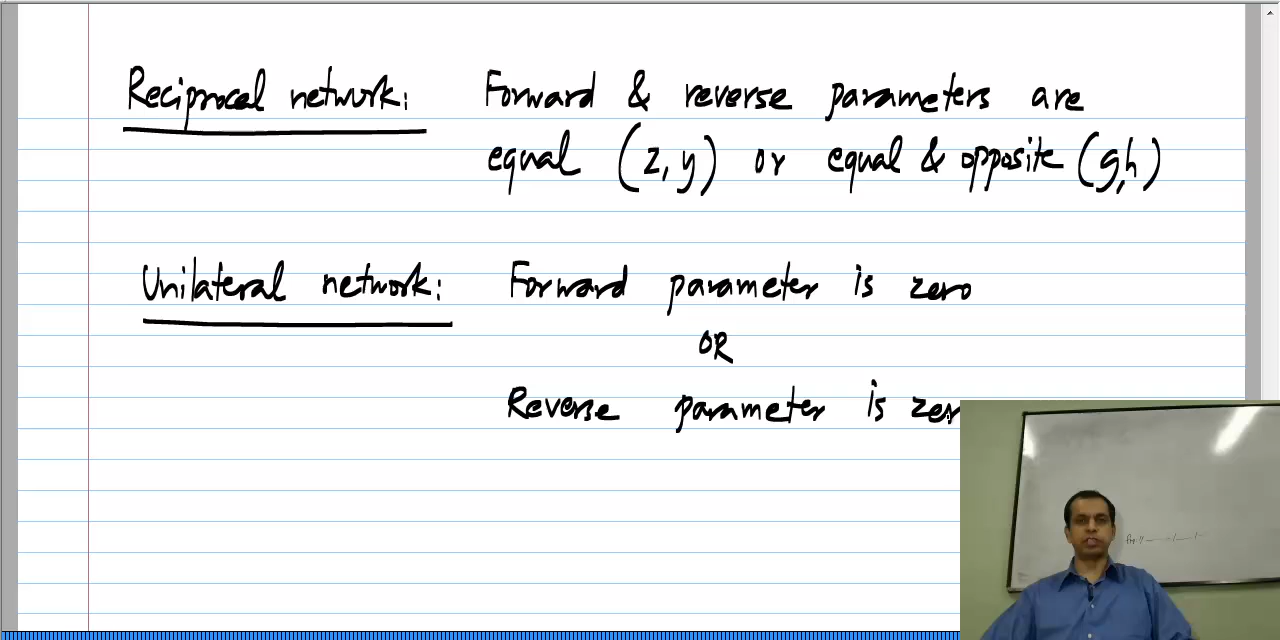 Reciprocal network: Forward & reverse parameters are
equal (z, y) or equal & opposite (g, h)
Unilateral network: Forward parameter is zero
OR
Reverse parameter is